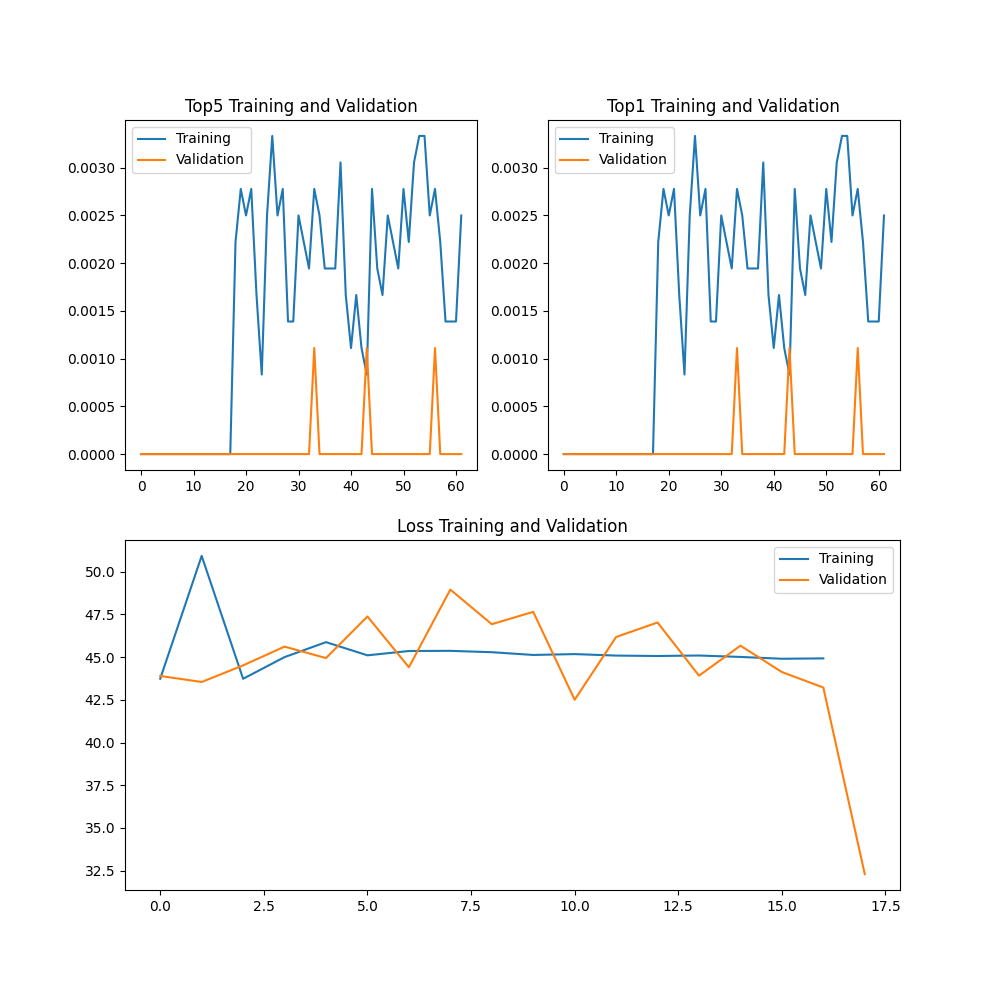 Top5 Training and Validation
Training
Validation
0.0030
0.0025
0.0020
0.0015
0.0010
0.0005
0.0000
0 10 20 30 40 50 60
Top1 Training and Validation
Training
Validation
0.0030
0.0025
0.0020
0.0015
0.0010
0.0005
0.0000
0 10 20 30 40 50 60
Loss Training and Validation
Training
Validation
50.0
47.5
45.0
42.5
40.0
37.5
35.0
32.5
0.0 2.5 5.0 7.5 10.0 12.5 15.0 17.5